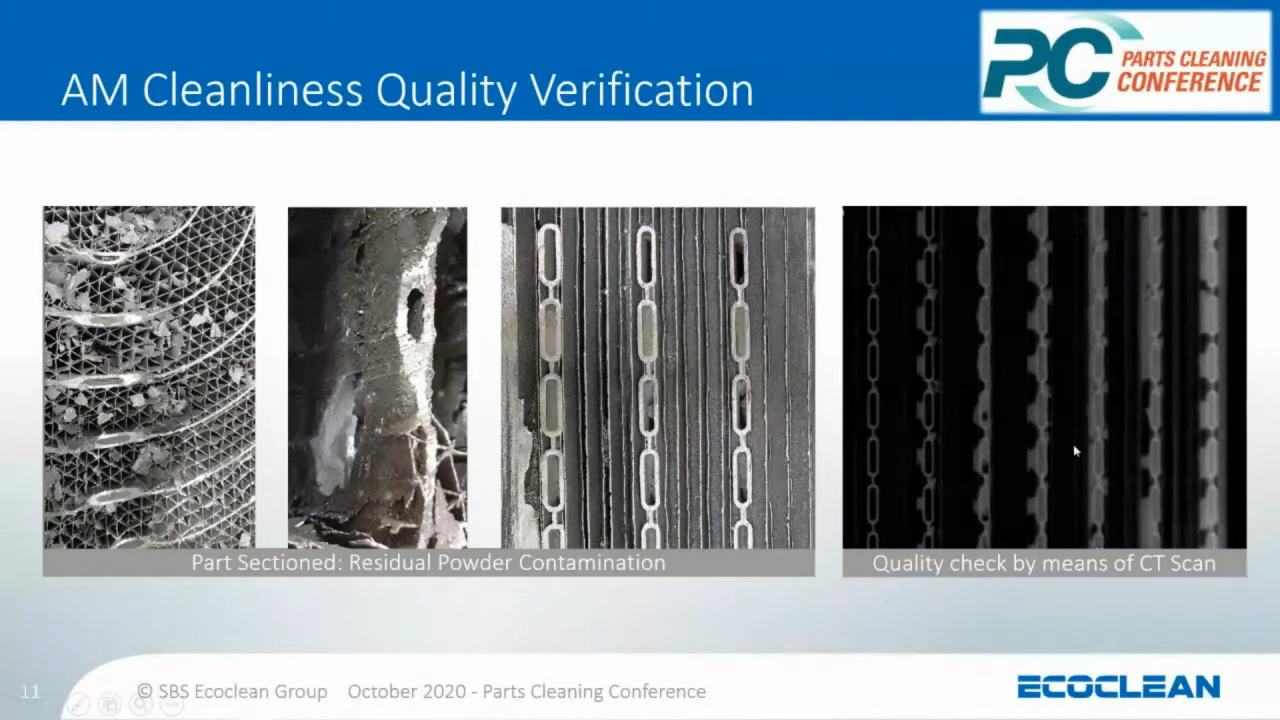 AM Cleanliness Quality Verification
PC PARTS CLEANING
CONFERENCE
Part Sectioned: Residual Powder Contamination
Quality check by means of CT Scan
11
© SBS Ecoclean Group October 2020 - Parts Cleaning Conference
ECOCLEAN